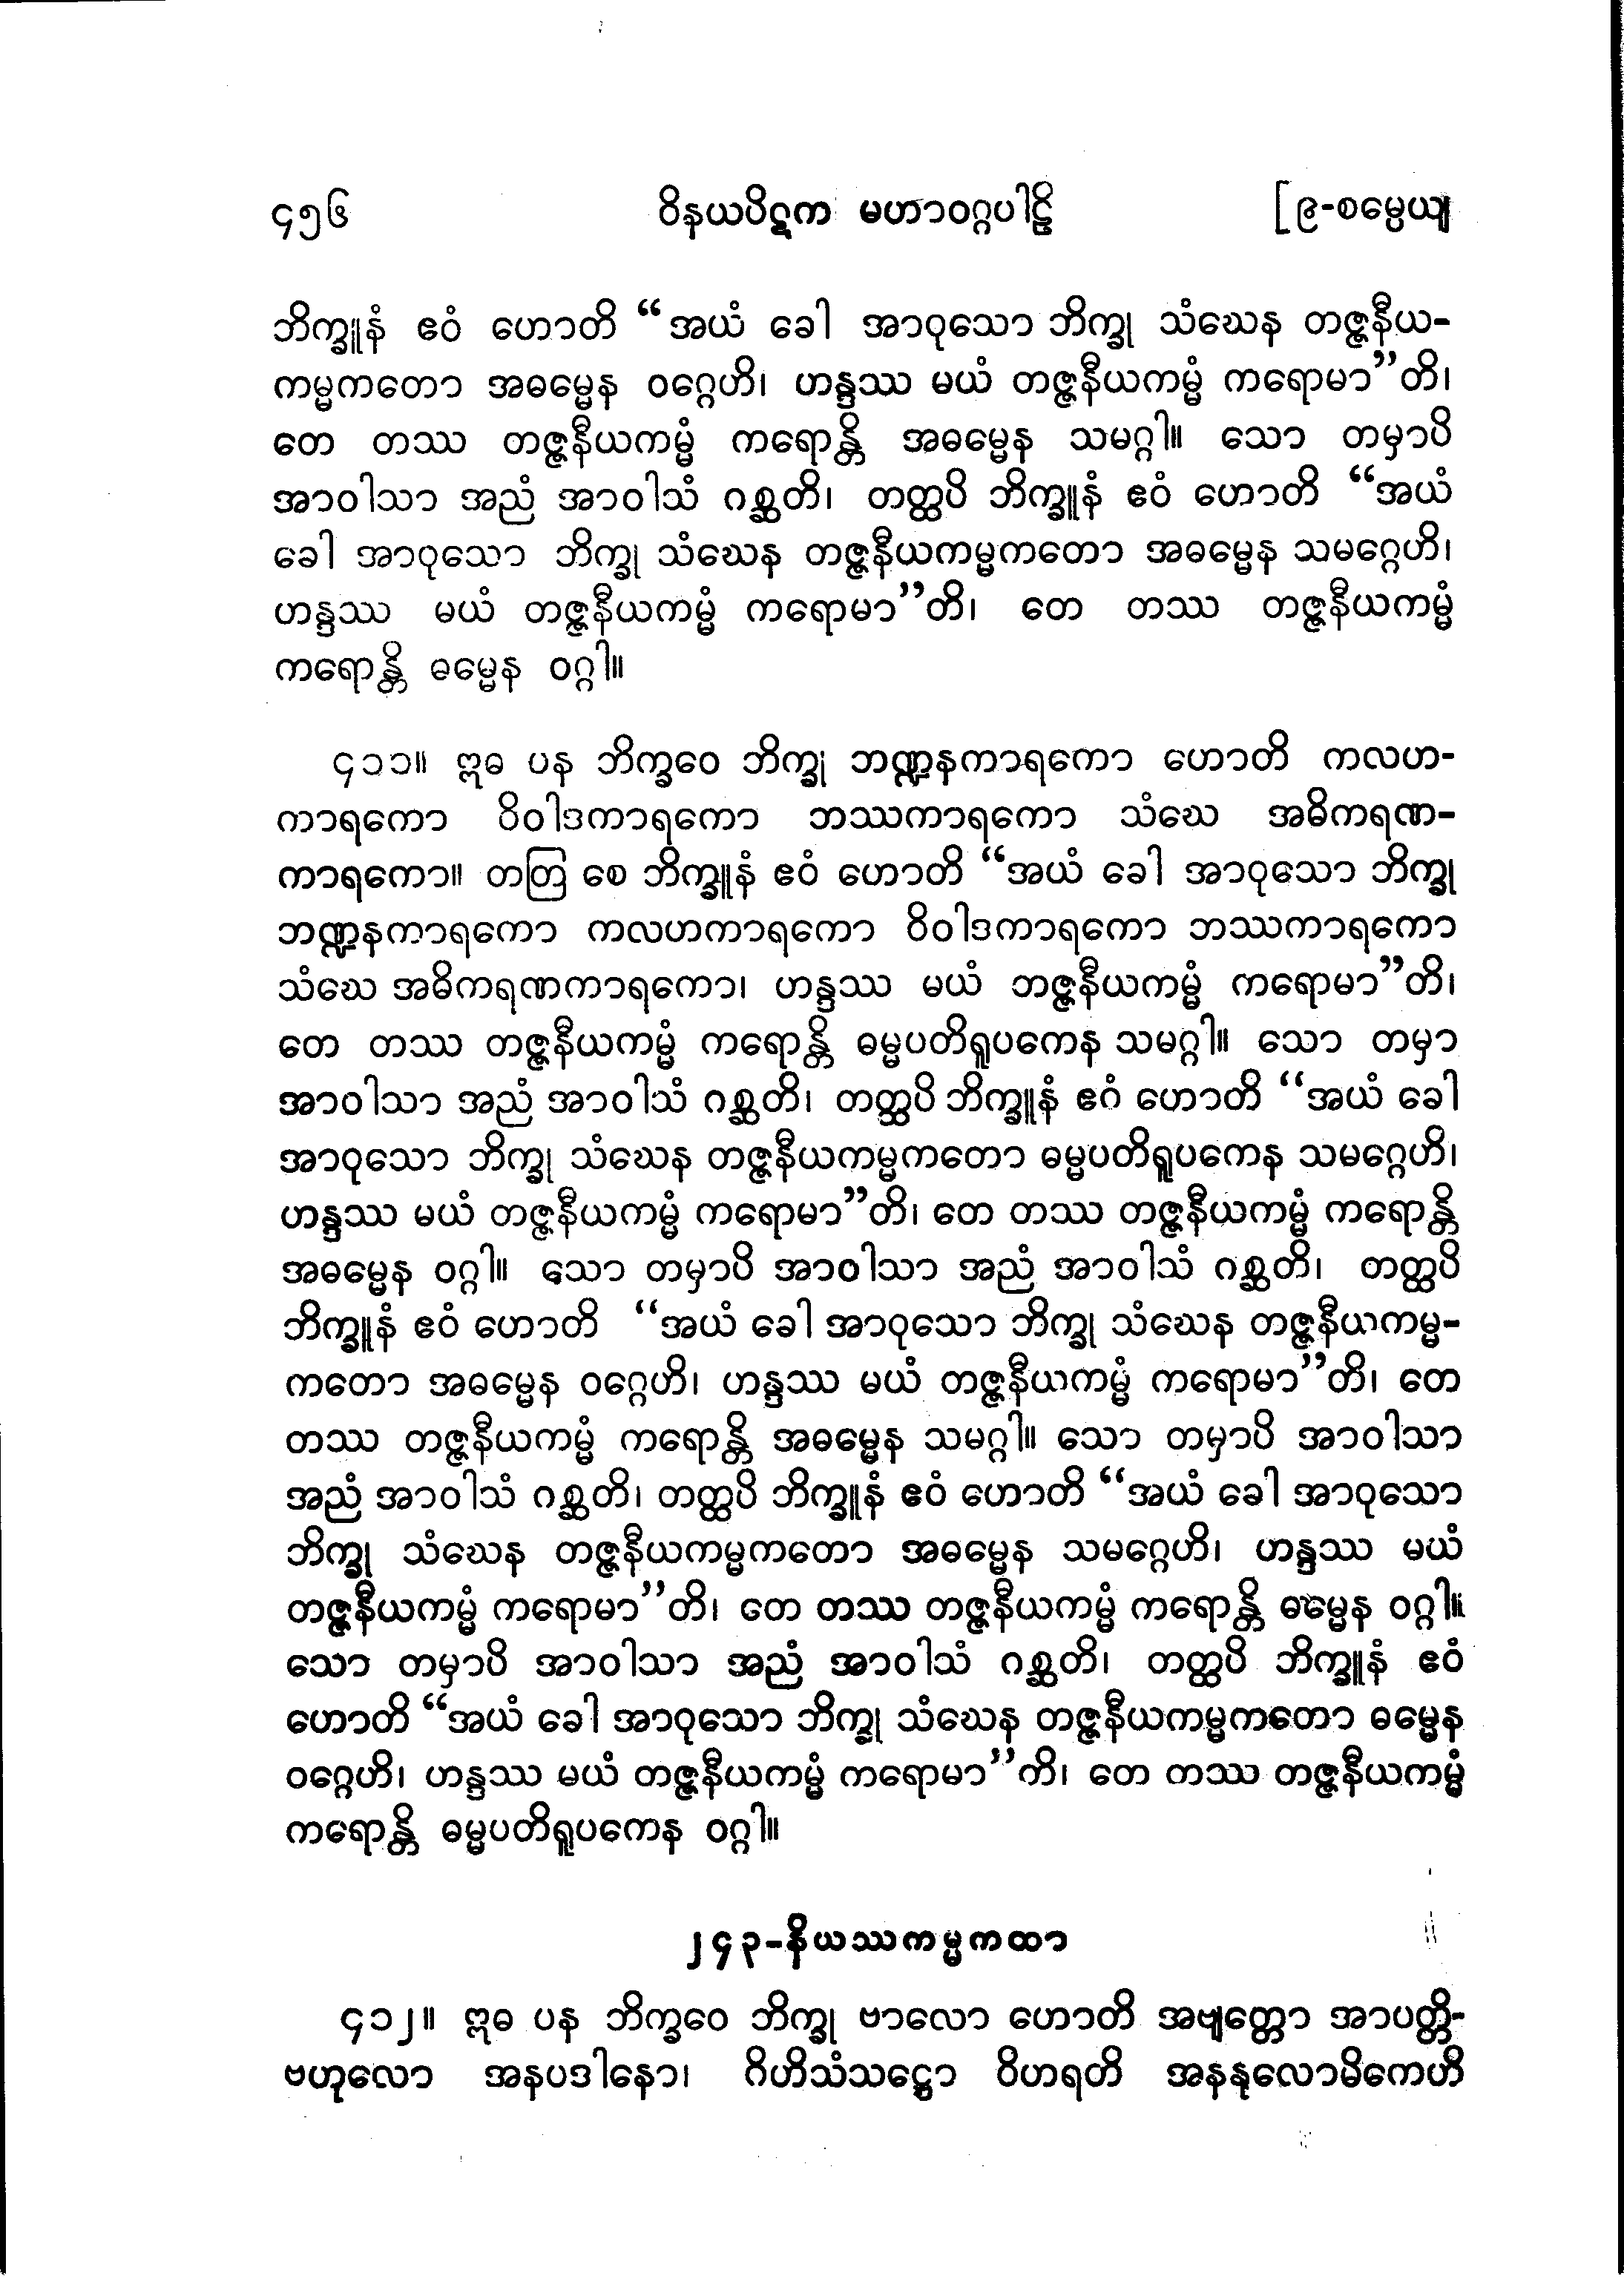 ၄၅၆ ဝိနယပိဋက မဟာဝဂ္ဂပါဠိ [၉-စမ္ပေယျ
ဘိက္ခူနံ ဧဝံ ဟောတိ “အယံ ခေါ အာဝုသော ဘိက္ခု သံဃေန တဇ္ဇနီယ-
ကမ္မကတော အဓမ္မေန ဝဂ္ဂေဟိ၊ ဟန္ဒဿ မယံ တဇ္ဇနီယကမ္မံ ကရောမာ”တိ၊
တေ တဿ တဇ္ဇနီယကမ္မံ ကရောန္တိ အဓမ္မေန သမဂ္ဂါ။ သော တမှာပိ
အာဝါသာ အညံ အာဝါသံ ဂစ္ဆတိ၊ တတ္ထပိ ဘိက္ခူနံ ဧဝံ ဟောတိ “အယံ
ခေါ အာဝုသော ဘိက္ခု သံဃေန တဇ္ဇနီယကမ္မကတော အဓမ္မေန သမဂ္ဂေဟိ၊
ဟန္ဒဿ မယံ တဇ္ဇနီယကမ္မံ ကရောမာ”တိ၊ တေ တဿ တဇ္ဇနီယကမ္မံ
ကရောန္တိ ဓမ္မေန ဝဂ္ဂါ။
၄၁၁။ ဣဓ ပန ဘိက္ခဝေ ဘိက္ခု ဘဏ္ဍနကာရကော ဟောတိ ကလဟ-
ကာရကော ဝိဝါဒကာရကော ဘဿကာရကော သံဃေ အဓိကရဏ-
ကာရကော။ တတြ စေ ဘိက္ခူနံ ဧဝံ ဟောတိ “အယံ ခေါ အာဝုသော ဘိက္ခု
ဘဏ္ဍနကာရကော ကလဟကာရကော ဝိဝါဒကာရကော ဘဿကာရကော
သံဃေ အဓိကရဏကာရကော၊ ဟန္ဒဿ မယံ ဘဇ္ဇနီယကမ္မံ ကရောမာ”တိ၊
တေ တဿ တဇ္ဇနီယကမ္မံ ကရောန္တိ ဓမ္မပတိရူပကေန သမဂ္ဂါ။ သော တမှာ
အာဝါသာ အညံ အာဝါသံ ဂစ္ဆတိ၊ တတ္ထပိ ဘိက္ခူနံ ဧဂံ ဟောတိ “အယံ ခေါ
အာဝုသော ဘိက္ခု သံဃေန တဇ္ဇနီယကမ္မကတော ဓမ္မပတိရူပကေန သမဂ္ဂေဟိ၊
ဟန္ဒဿ မယံ တဇ္ဇနီယကမ္မံ ကရောမာ”တိ၊ တေ တဿ တဇ္ဇနီယကမ္မံ ကရောန္တိ
အဓမ္မေန ဝဂ္ဂါ။ သော တမှာပိ အာဝါသာ အညံ အာဝါသံ ဂစ္ဆတိ၊ တတ္ထပိ
ဘိက္ခူနံ ဧဝံ ဟောတိ “အယံ ခေါ အာဝုသော ဘိက္ခု သံဃေန တဇ္ဇနီယကမ္မ-
ကတော အဓမ္မေန ဝဂ္ဂေဟိ၊ ဟန္ဒဿ မယံ တဇ္ဇနီယကမ္မံ ကရောမာ”တိ၊ တေ
တဿ တဇ္ဇနီယကမ္မံ ကရောန္တိ အဓမ္မေန သမဂ္ဂါ။ သော တမှာပိ အာဝါသာ
အညံ အာဝါသံ ဂစ္ဆတိ၊ တတ္ထပိ ဘိက္ခူနံ ဧဝံ ဟောတိ “အယံ ခေါ အာဝုသော
ဘိက္ခု သံဃေန တဇ္ဇနီယကမ္မကတော အဓမ္မေန သမဂ္ဂေဟိ၊ ဟန္ဒဿ မယံ
တဇ္ဇနီယကမ္မံ ကရောမာ”တိ၊ တေ တဿ တဇ္ဇနီယကမ္မံ ကရောန္တိ ဓမ္မေန ဝဂ္ဂါ။
သော တမှာပိ အာဝါသာ အညံ အာဝါသံ ဂစ္ဆတိ၊ တတ္ထပိ ဘိက္ခူနံ ဧဝံ
ဟောတိ “အယံ ခေါ အာဝုသော ဘိက္ခု သံဃေန တဇ္ဇနီယကမ္မကတော ဓမ္မေန
ဝဂ္ဂေဟိ၊ ဟန္ဒဿ မယံ တဇ္ဇနီယကမ္မံ ကရောမာ”ကိ၊ တေ ကဿ တဇ္ဇနီယကမ္မံ
ကရောန္တိ ဓမ္မပတိရူပကေန ဝဂ္ဂါ။
၂၄၃-နိယဿကမ္မကထာ
၄၁၂။ ဣဓ ပန ဘိက္ခဝေ ဘိက္ခု ဗာလော ဟောတိ အဗျတ္တော အာပတ္တိ-
ဗဟုလော အနပဒါနော၊ ဂိဟိသံသဋ္ဌော ဝိဟရတိ အနနုလောမိကေဟိ